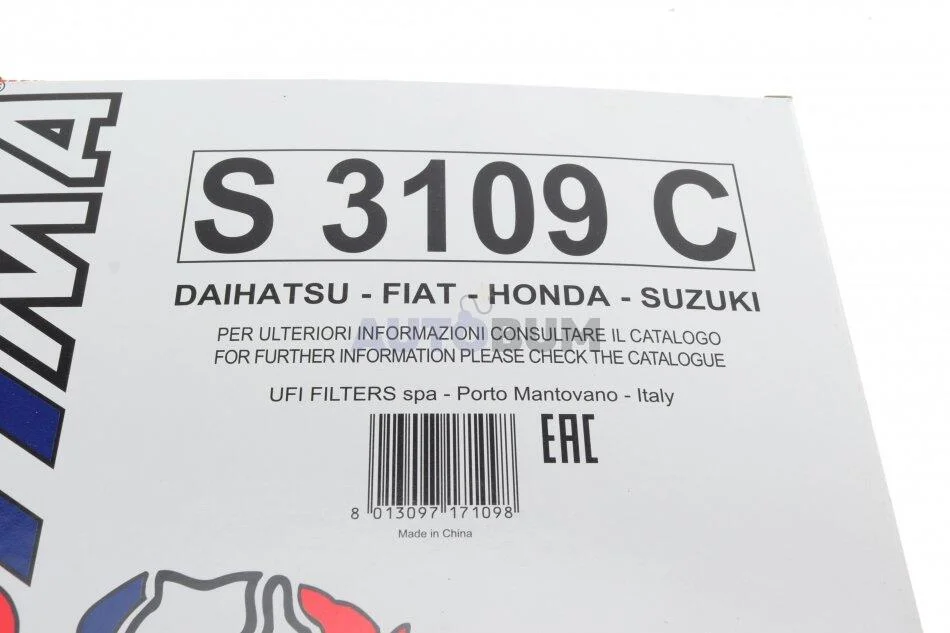 S 3109 C
DAIHATSU - FIAT - HONDA - SUZUKI
AUTOBUM
PER ULTERIORI INFORMAZIONI CONSULTARE IL CATALOGO
FOR FURTHER INFORMATION PLEASE CHECK THE CATALOGUE
UFI FILTERS spa - Porto Mantovano - Italy
EAC
8 013097 171098
Made in China